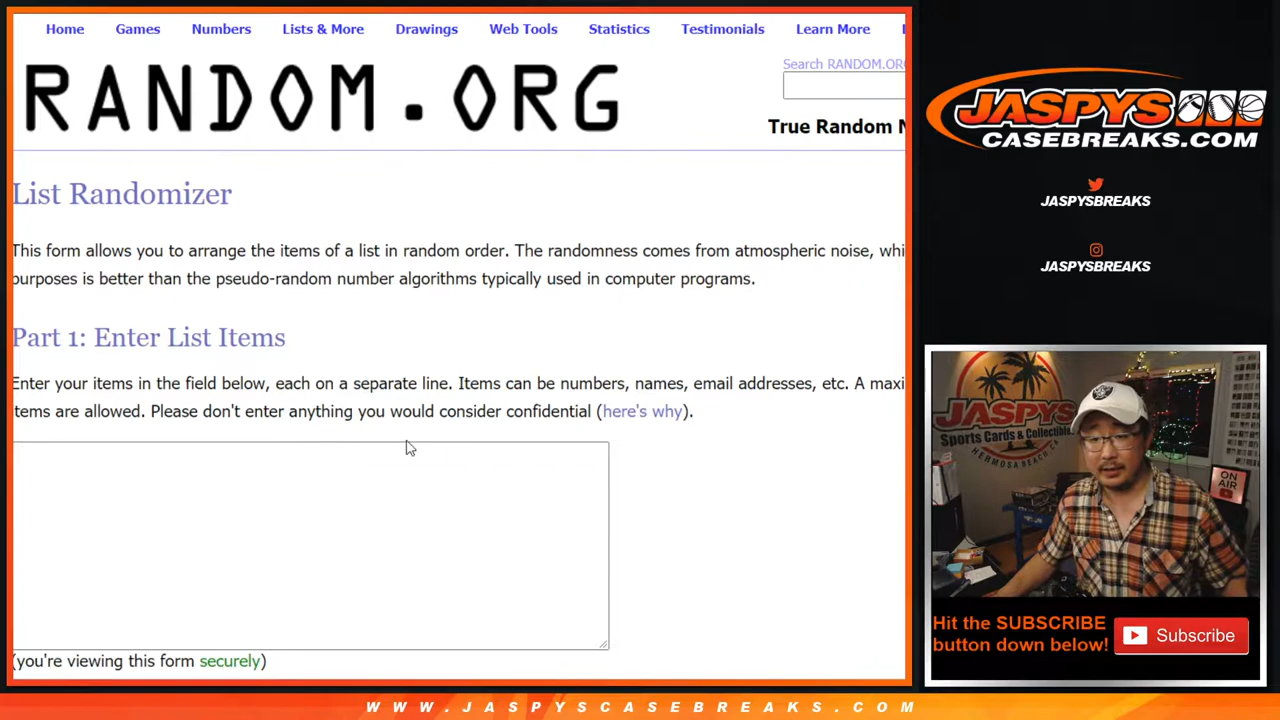 Home Games Numbers Lists & More Drawings Web Tools Statistics Testimonials Learn More
Search RANDOM.ORG
RANDOM.ORG
True Random N
List Randomizer
This form allows you to arrange the items of a list in random order. The randomness comes from atmospheric noise, whi
purposes is better than the pseudo-random number algorithms typically used in computer programs.
Part 1: Enter List Items
Enter your items in the field below, each on a separate line. Items can be numbers, names, email addresses, etc. A maxi
items are allowed. Please don't enter anything you would consider confidential (here's why).
(you're viewing this form securely)
JASPYS
CASEBREAKS.COM
JASPYSBREAKS
JASPYSBREAKS
JASPYS
Sports Cards & Collectibles
HERMOSA BEACH, CA
ON
AIR
Hit the SUBSCRIBE
button down below!
Subscribe
WWW.JASPYSCASEBREAKS.COM